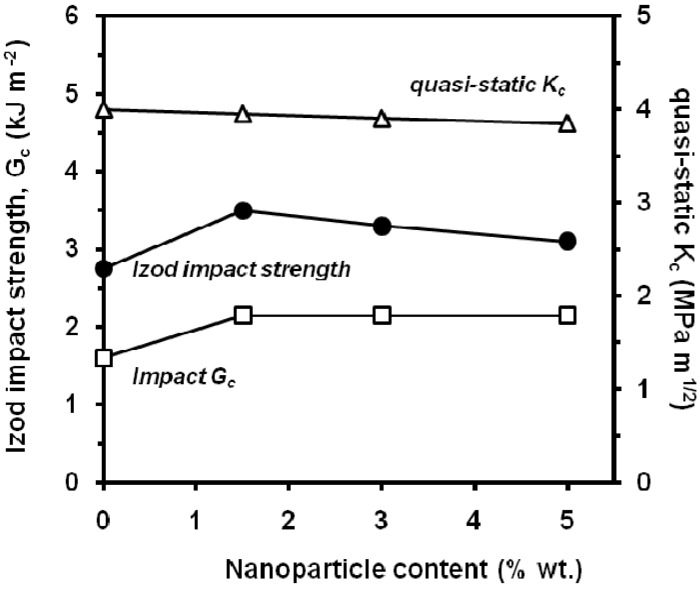 6
5
4
3
2
1
0
Izod impact strength, Gc (kJ m-2)
5
4
3
2
1
0
quasi-static Kc (MPa m1/2)
quasi-static Kc
Izod impact strength
Impact Gc
0 1 2 3 4 5
Nanoparticle content (% wt.)